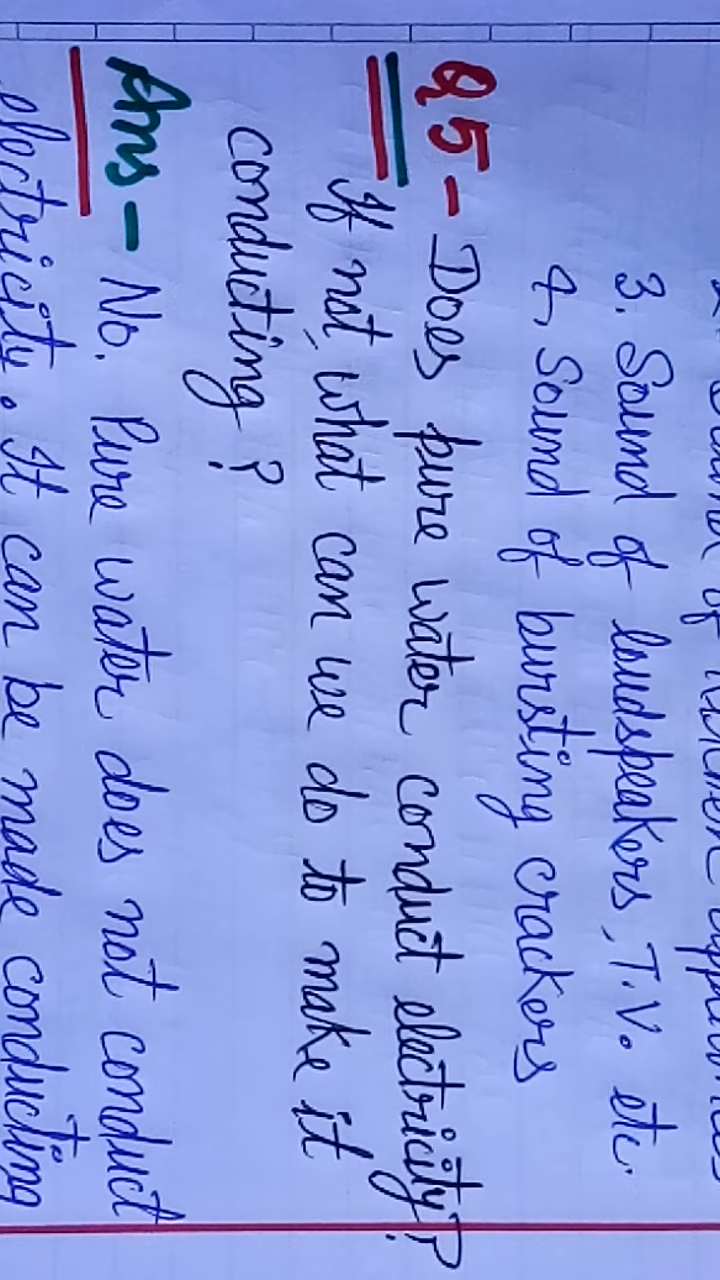 3. Sound of loudspeakers, T.V. etc.
4. Sound of bursting crackers
Q5- Does pure water conduct electricity?
If not, what can we do to make it
conducting?
Ans- No. Pure water does not conduct
electricity. It can be made conducting